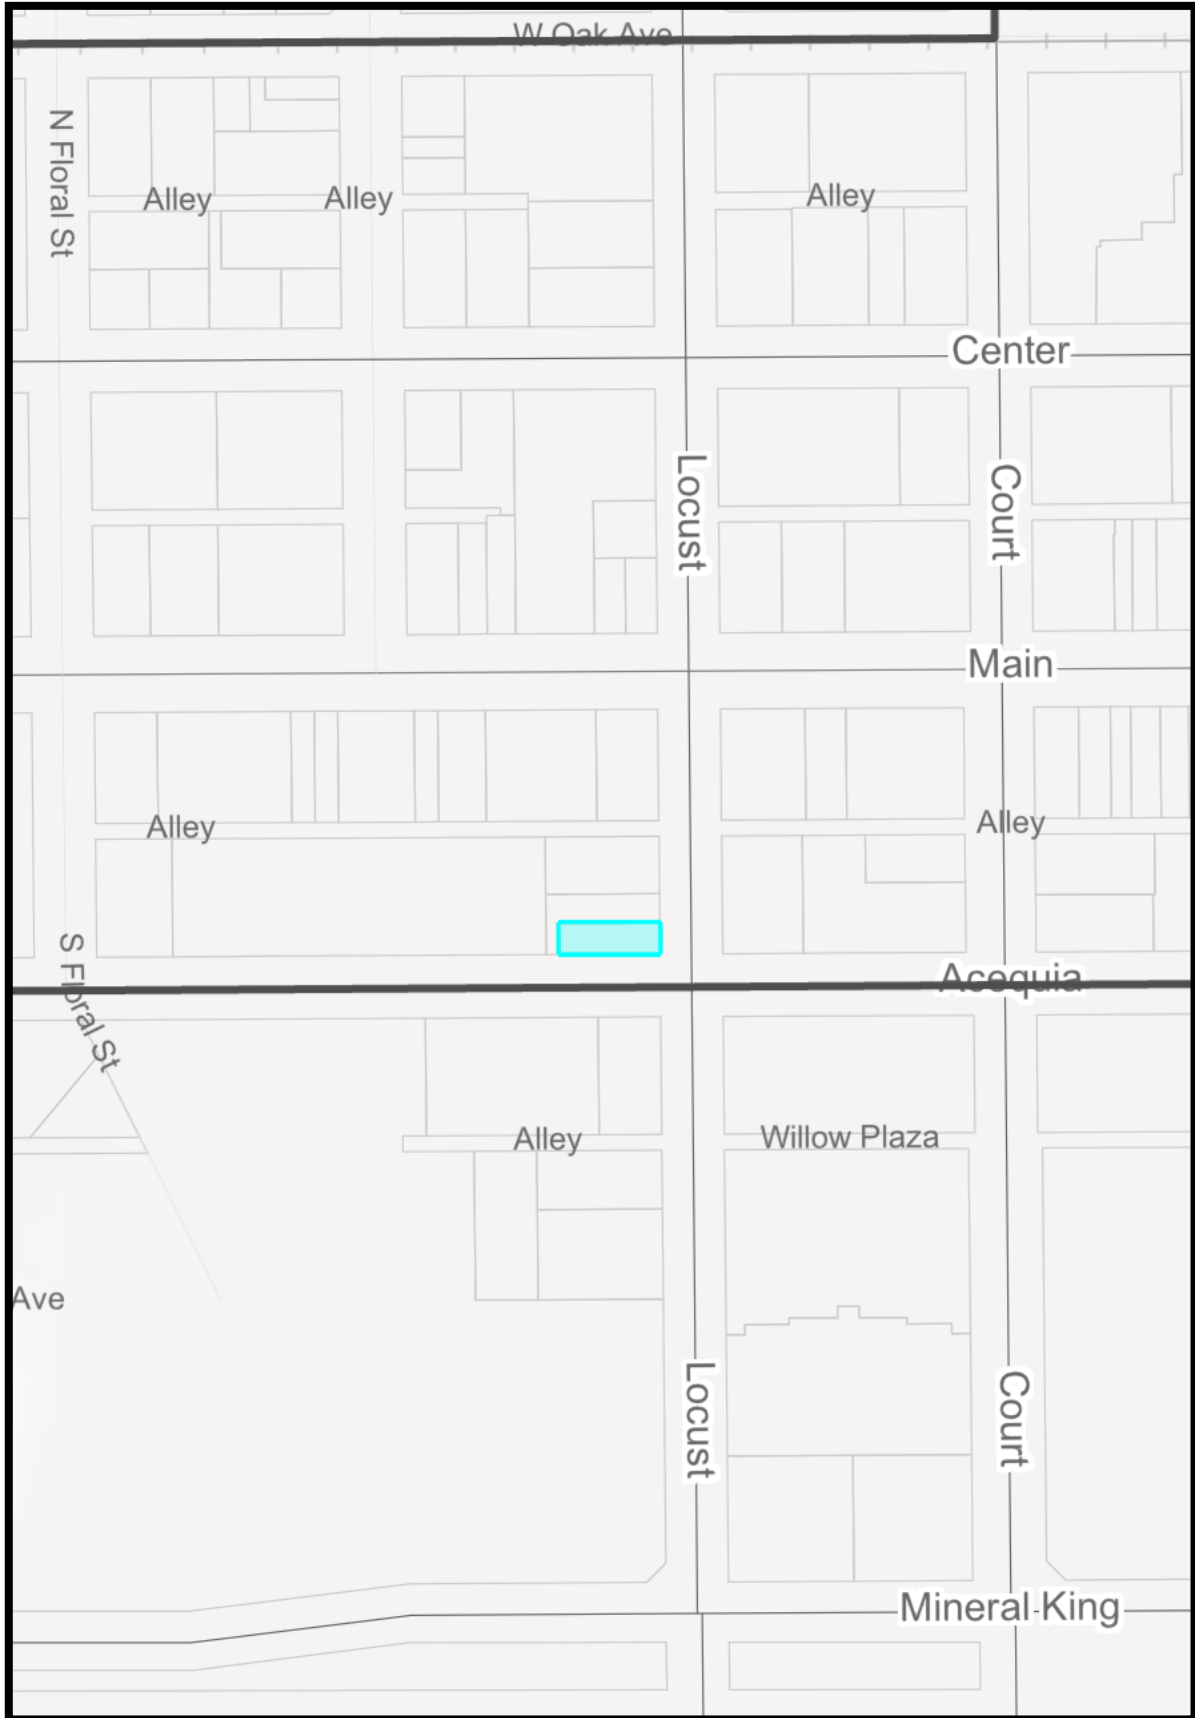 W Oak Ave
N Floral St
Alley
Alley
Alley
Center
Locust
Court
Main
Alley
Alley
S Floral St
Acequia
Alley
Willow Plaza
Ave
Locust
Court
Mineral King